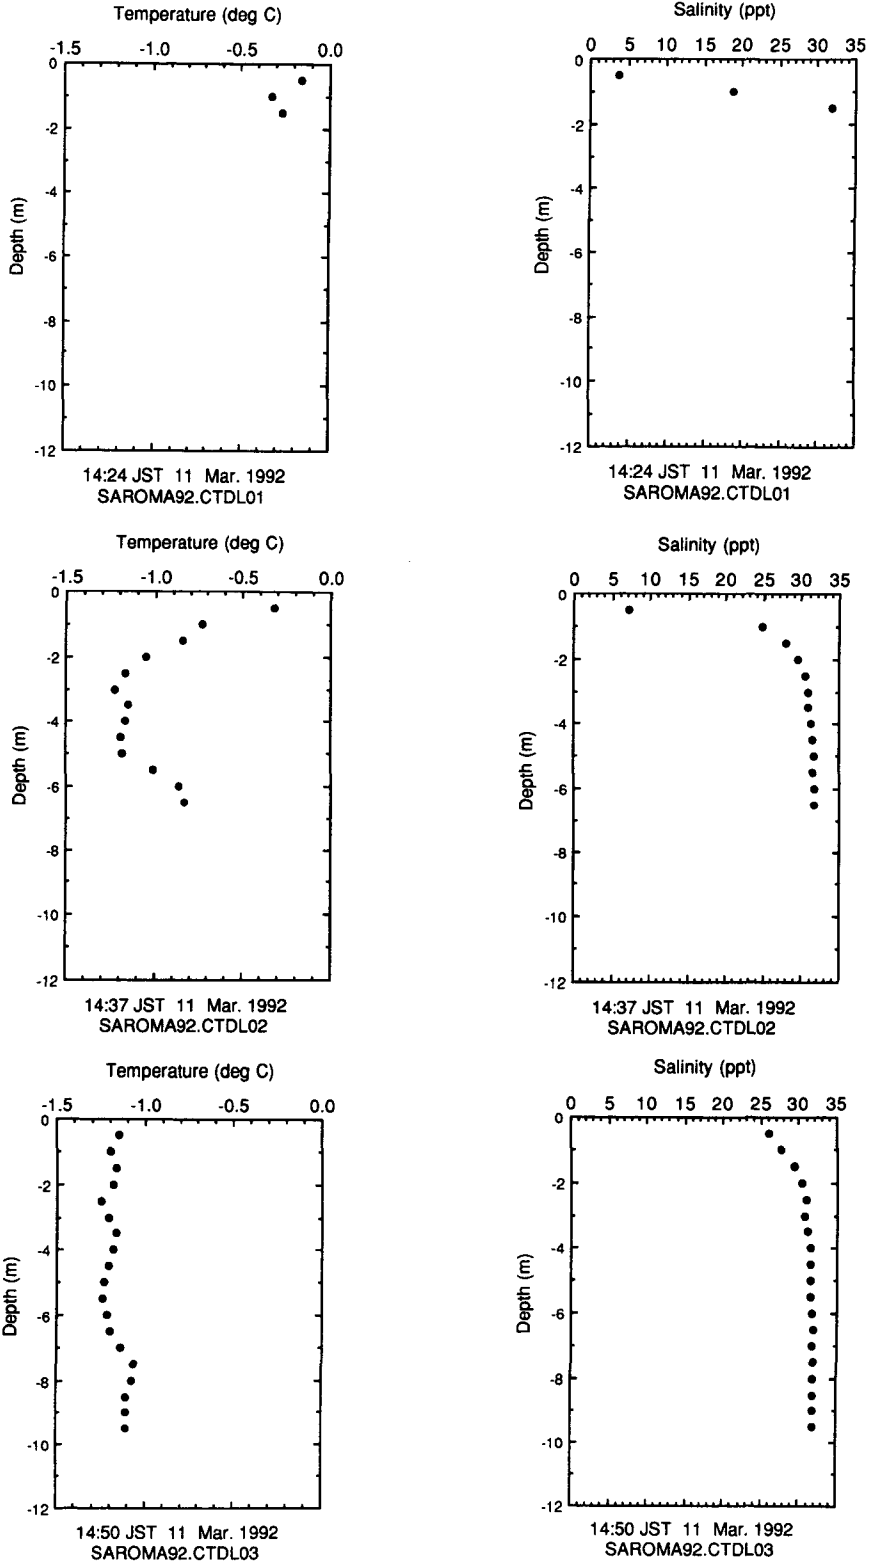 Temperature (deg C)
-1.5 -1.0 -0.5 0.0
0
-2
-4
-6
-8
-10
-12
Depth (m)
14:24 JST 11 Mar. 1992
SAROMA92.CTDL01
Salinity (ppt)
0 5 10 15 20 25 30 35
0
-2
-4
-6
-8
-10
-12
Depth (m)
14:24 JST 11 Mar. 1992
SAROMA92.CTDL01
Temperature (deg C)
-1.5 -1.0 -0.5 0.0
0
-2
-4
-6
-8
-10
-12
Depth (m)
14:37 JST 11 Mar. 1992
SAROMA92.CTDL02
Salinity (ppt)
0 5 10 15 20 25 30 35
0
-2
-4
-6
-8
-10
-12
Depth (m)
14:37 JST 11 Mar. 1992
SAROMA92.CTDL02
Temperature (deg C)
-1.5 -1.0 -0.5 0.0
0
-2
-4
-6
-8
-10
-12
Depth (m)
14:50 JST 11 Mar. 1992
SAROMA92.CTDL03
Salinity (ppt)
0 5 10 15 20 25 30 35
0
-2
-4
-6
-8
-10
-12
Depth (m)
14:50 JST 11 Mar. 1992
SAROMA92.CTDL03